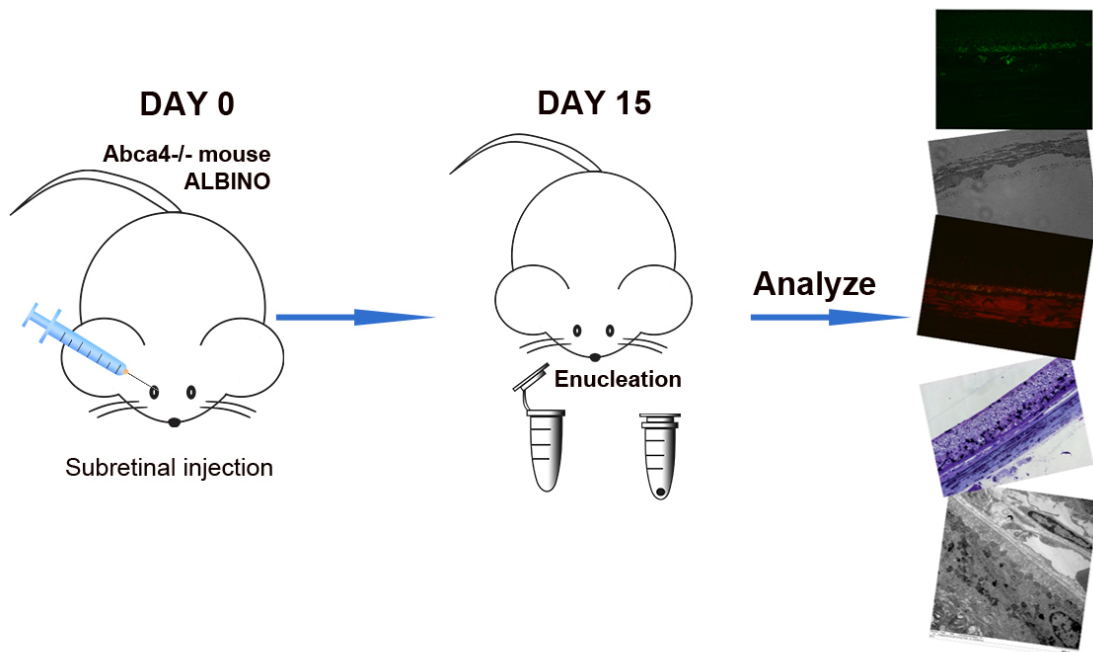 DAY 0
Abca4-/- mouse
ALBINO
Subretinal injection
DAY 15
Enucleation
Analyze